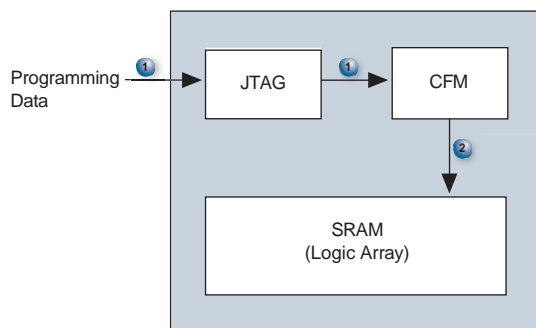 Programming
Data
1
JTAG
1
CFM
2
SRAM
(Logic Array)